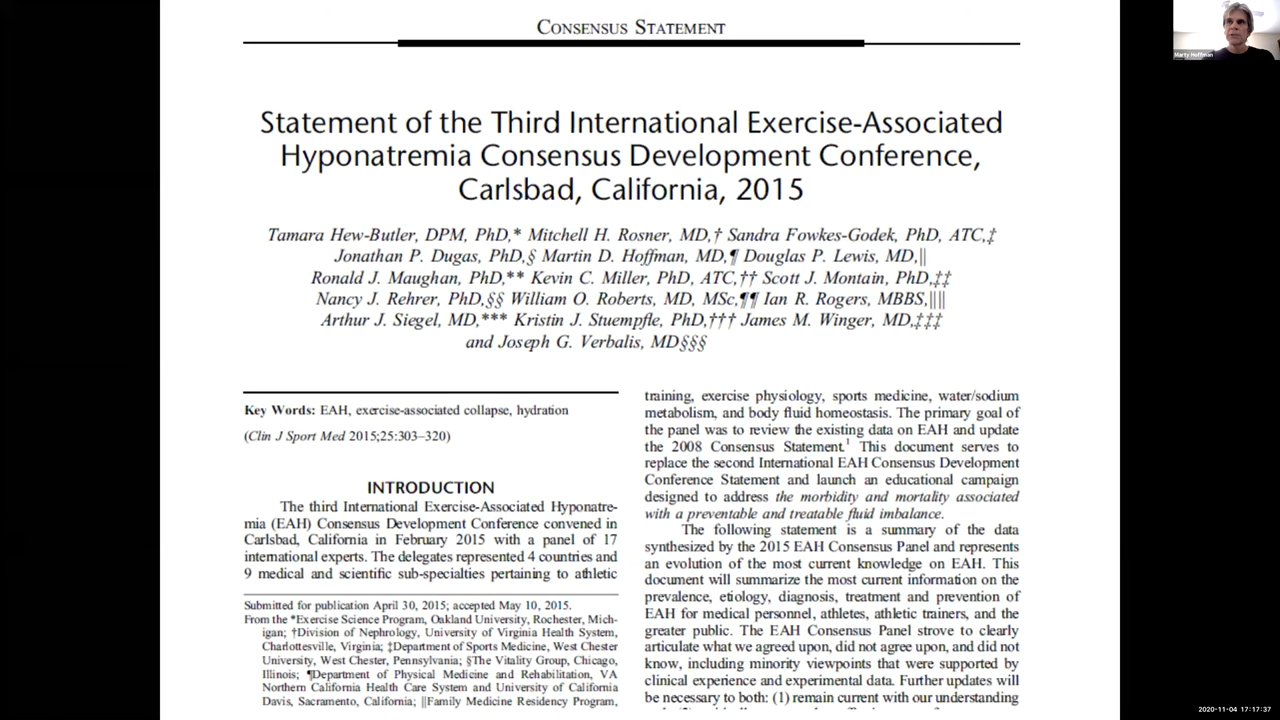 CONSENSUS STATEMENT
Statement of the Third International Exercise-Associated
Hyponatremia Consensus Development Conference,
Carlsbad, California, 2015
Tamara Hew-Butler, DPM, PhD,* Mitchell H. Rosner, MD,† Sandra Fowkes-Godek, PhD, ATC,‡
Jonathan P. Dugas, PhD,§ Martin D. Hoffman, MD,¶ Douglas P. Lewis, MD,‖
Ronald J. Maughan, PhD,** Kevin C. Miller, PhD, ATC,†† Scott J. Montain, PhD,‡‡
Nancy J. Rehrer, PhD,§§ William O. Roberts, MD, MSc,¶¶ Ian R. Rogers, MBBS,‖‖
Arthur J. Siegel, MD,*** Kristin J. Stuempfle, PhD,††† James M. Winger, MD,‡‡‡
and Joseph G. Verbalis, MD§§§
Key Words: EAH, exercise-associated collapse, hydration
(Clin J Sport Med 2015;25:303–320)
INTRODUCTION
The third International Exercise-Associated Hyponatre-
mia (EAH) Consensus Development Conference convened in
Carlsbad, California in February 2015 with a panel of 17
international experts. The delegates represented 4 countries and
9 medical and scientific sub-specialties pertaining to athletic
Submitted for publication April 30, 2015; accepted May 10, 2015.
From the *Exercise Science Program, Oakland University, Rochester, Mich-
igan; †Division of Nephrology, University of Virginia Health System,
Charlottesville, Virginia; ‡Department of Sports Medicine, West Chester
University, West Chester, Pennsylvania; §The Vitality Group, Chicago,
Illinois; ¶Department of Physical Medicine and Rehabilitation, VA
Northern California Health Care System and University of California
Davis, Sacramento, California; ‖Family Medicine Residency Program,
training, exercise physiology, sports medicine, water/sodium
metabolism, and body fluid homeostasis. The primary goal of
the panel was to review the existing data on EAH and update
the 2008 Consensus Statement.1 This document serves to
replace the second International EAH Consensus Development
Conference Statement and launch an educational campaign
designed to address the morbidity and mortality associated
with a preventable and treatable fluid imbalance.
The following statement is a summary of the data
synthesized by the 2015 EAH Consensus Panel and represents
an evolution of the most current knowledge on EAH. This
document will summarize the most current information on the
prevalence, etiology, diagnosis, treatment and prevention of
EAH for medical personnel, athletes, athletic trainers, and the
greater public. The EAH Consensus Panel strove to clearly
articulate what we agreed upon, did not agree upon, and did not
know, including minority viewpoints that were supported by
clinical experience and experimental data. Further updates will
be necessary to both: (1) remain current with our understanding
Marty Hoffman
2020-11-04 17:17:37